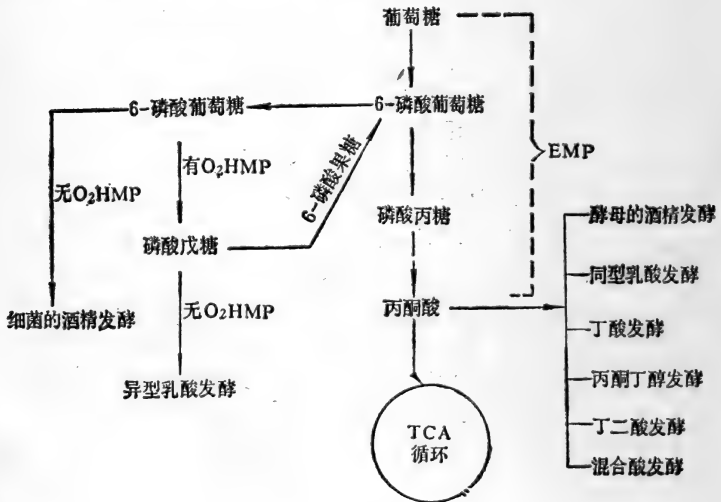 葡萄糖
6-磷酸葡萄糖
6-磷酸葡萄糖
EMP
有O₂HMP
无O₂HMP
6-磷酸果糖
磷酸丙糖
磷酸戊糖
酵母的酒精发酵
同型乳酸发酵
丙酮酸
无O₂HMP
细菌的酒精发酵
丁酸发酵
异型乳酸发酵
丙酮丁醇发酵
TCA
循环
丁二酸发酵
混合酸发酵